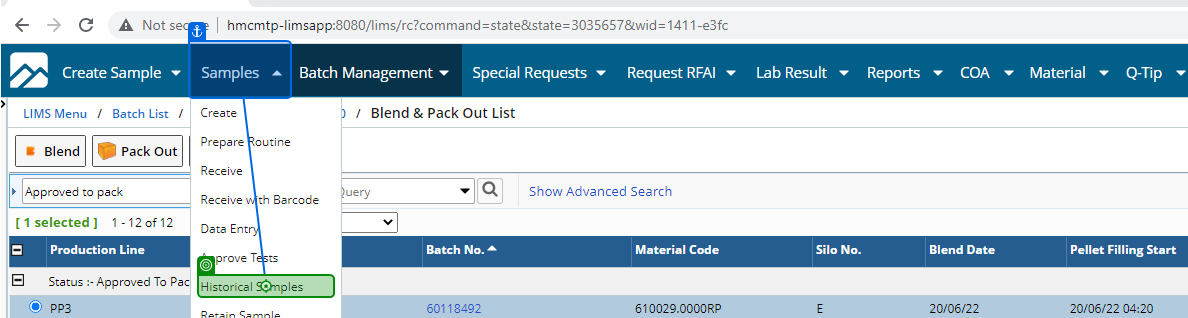 Not secure | hmcmtp-limsapp:8080/lims/rc?command=state&state=3035657&wid=1411-e3fc
Create Sample Samples Batch Management Special Requests Request RFAI Lab Result Reports COA Material Q-Tip
LIMS Menu / Batch List / 0 / Blend & Pack Out List
Create
Prepare Routine
Blend Pack Out
Receive
Approved to pack Query Show Advanced Search
Receive with Barcode
[ 1 selected ] 1 - 12 of 12
Data Entry
Production Line Batch No. Material Code Silo No. Blend Date Pellet Filling Start
Approve Tests
Status :- Approved To Pac
Historical Samples
PP3 60118492 610029.0000RP E 20/06/22 20/06/22 04:20
Retain Sample